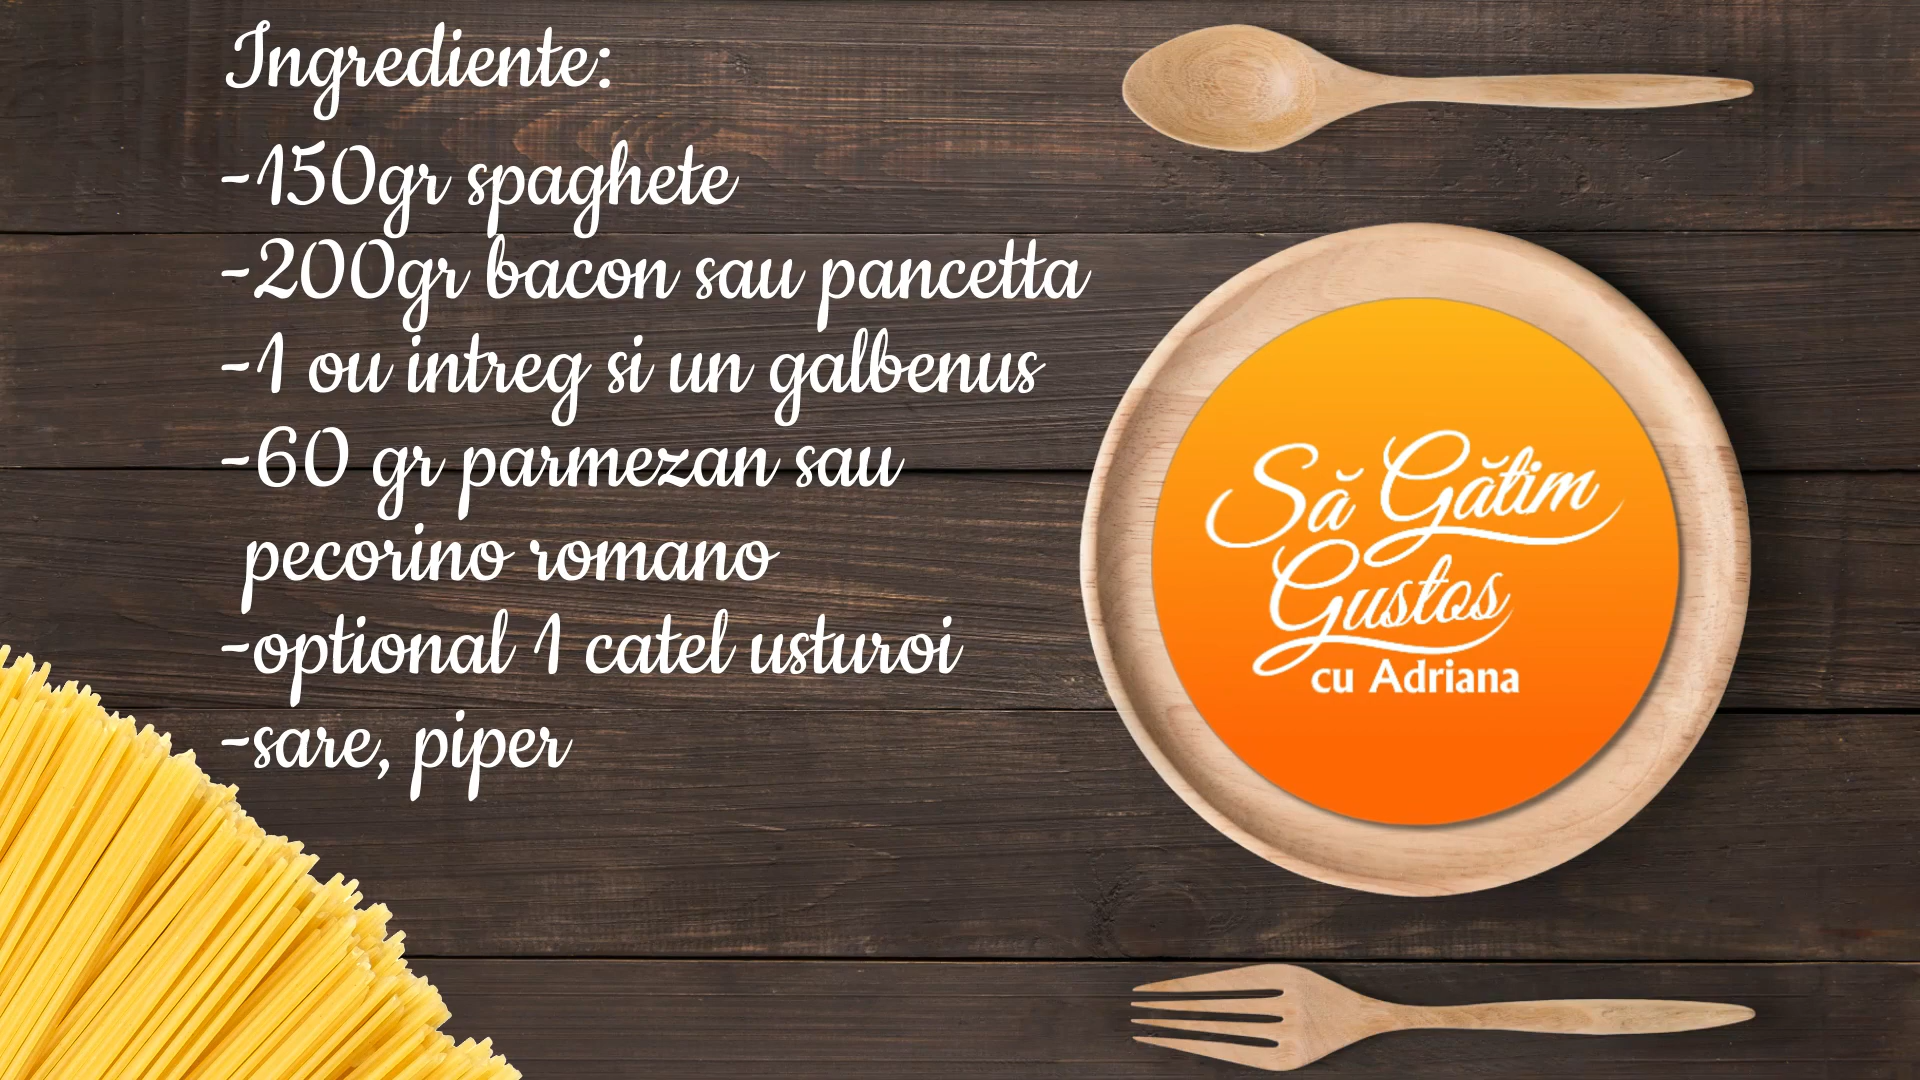 Ingrediente:
-150gr spaghete
-200gr bacon sau pancetta
-1 ou intreg si un galbenus
-60 gr parmezan sau
pecorino romano
-optional 1 catel usturoi
-sare, piper
Să Gătim
Gustos
cu Adriana